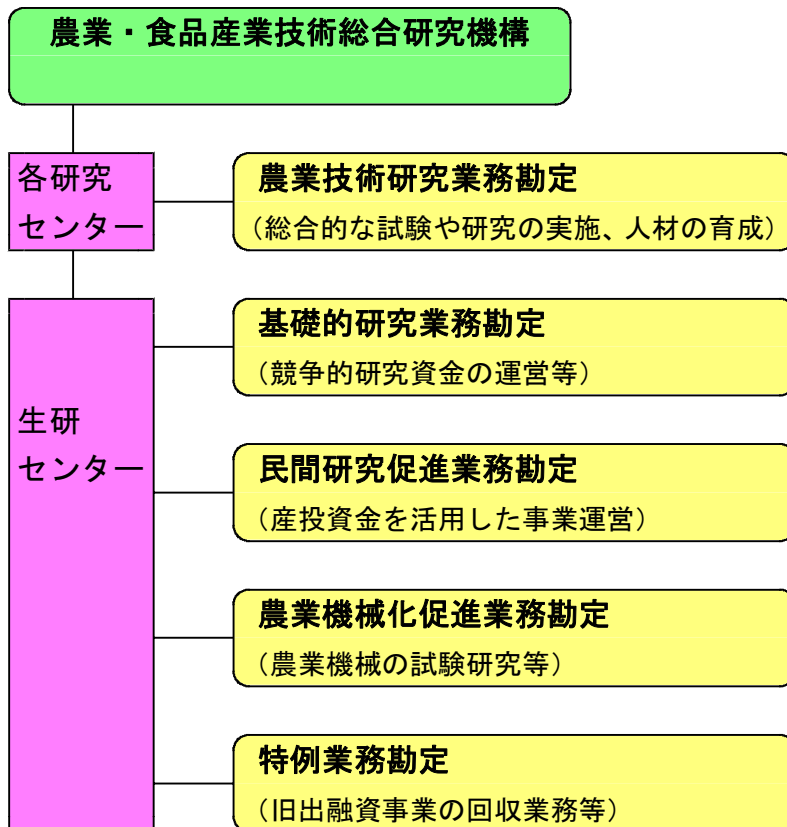 農業・食品産業技術総合研究機構
各研究
センター
農業技術研究業務勘定
（総合的な試験や研究の実施、人材の育成）
生研
センター
基礎的研究業務勘定
（競争的研究資金の運営等）
民間研究促進業務勘定
（産投資金を活用した事業運営）
農業機械化促進業務勘定
（農業機械の試験研究等）
特例業務勘定
（旧出融資事業の回収業務等）